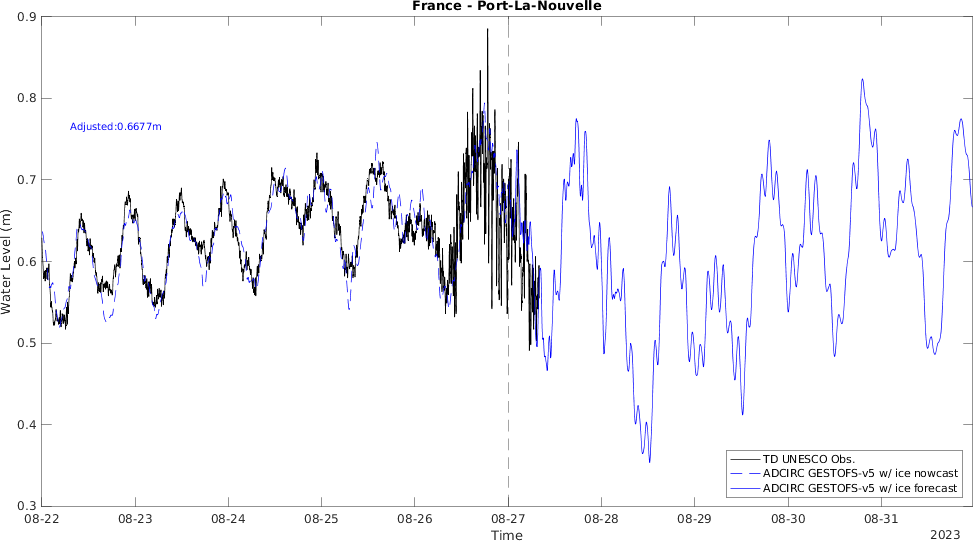 France - Port-La-Nouvelle
0.9
0.8
0.7
0.6
0.5
0.4
0.3
Water Level (m)
Adjusted:0.6677m
TD UNESCO Obs.
ADCIRC GESTOFS-v5 w/ ice nowcast
ADCIRC GESTOFS-v5 w/ ice forecast
08-22 08-23 08-24 08-25 08-26 08-27 08-28 08-29 08-30 08-31
Time
2023